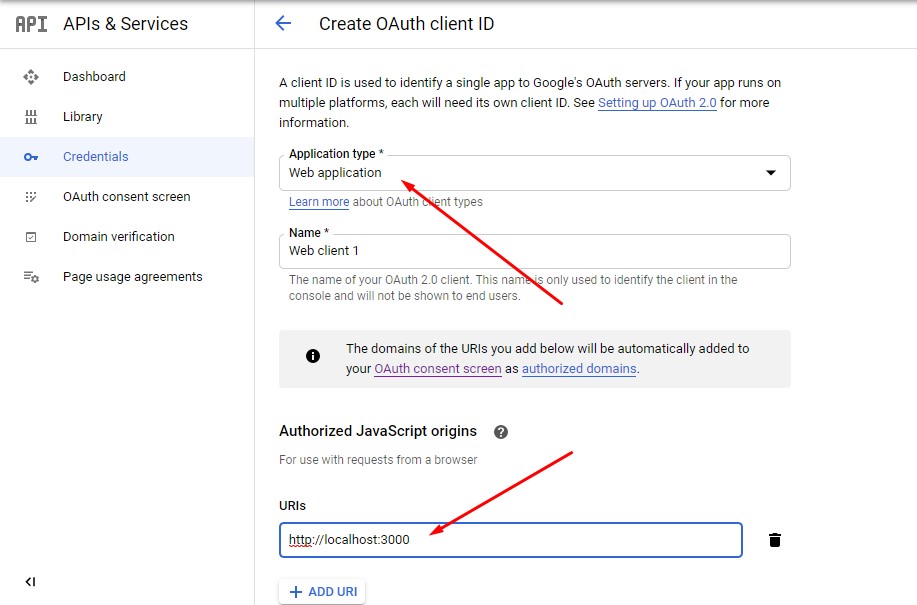 API APIs & Services
Create OAuth client ID
Dashboard
Library
Credentials
OAuth consent screen
Domain verification
Page usage agreements
A client ID is used to identify a single app to Google's OAuth servers. If your app runs on
multiple platforms, each will need its own client ID. See Setting up OAuth 2.0 for more
information.
Application type *
Web application
Learn more about OAuth client types
Name *
Web client 1
The name of your OAuth 2.0 client. This name is only used to identify the client in the
console and will not be shown to end users.
The domains of the URIs you add below will be automatically added to
your OAuth consent screen as authorized domains.
Authorized JavaScript origins
For use with requests from a browser
URIs
http://localhost:3000
ADD URI